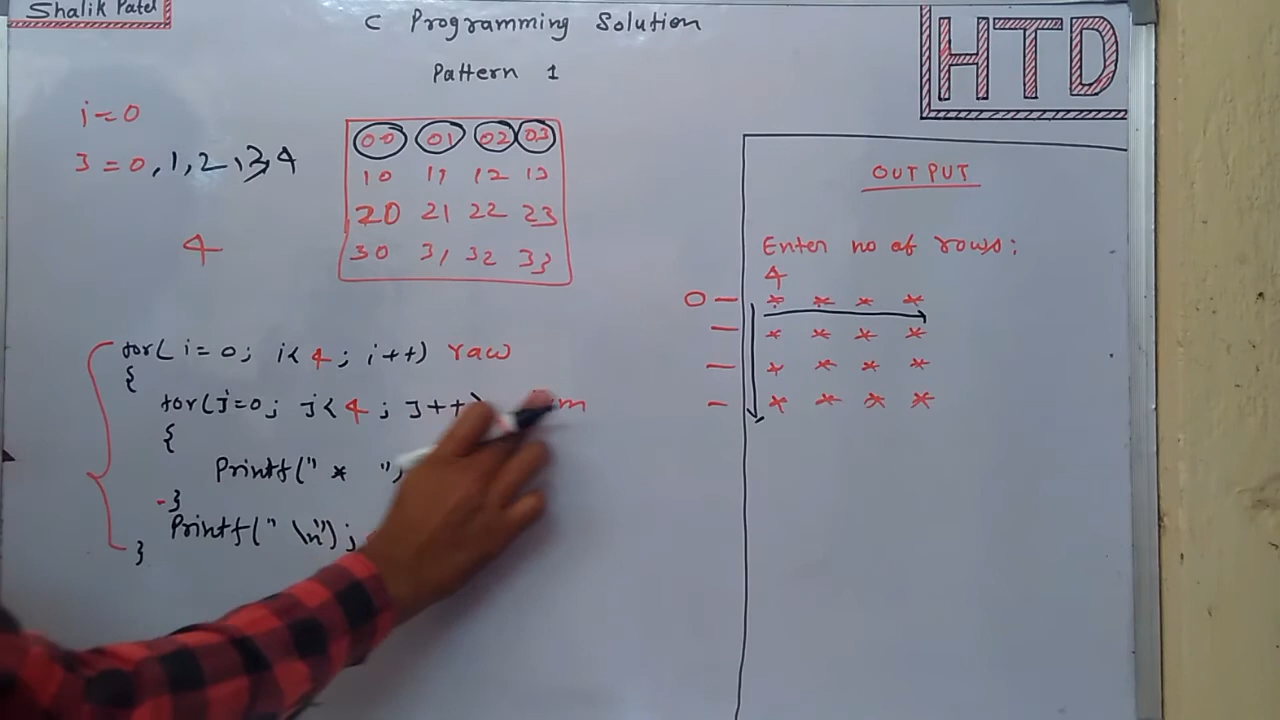 Shalik Patel
C Programming Solution
HTD
Pattern 1
i=0
J=0,1,2,3,4
4
00 01 02 03
10 11 12 13
20 21 22 23
30 31 32 33
for( i=0; i<4; i++) raw
{
for(J=0; J<4; J++)
{
Printf(" * ")
}
Printf(" \n");
}
OUTPUT
Enter no of rows:
4
0 - * * * *
- * * * *
- * * * *
- * * * *